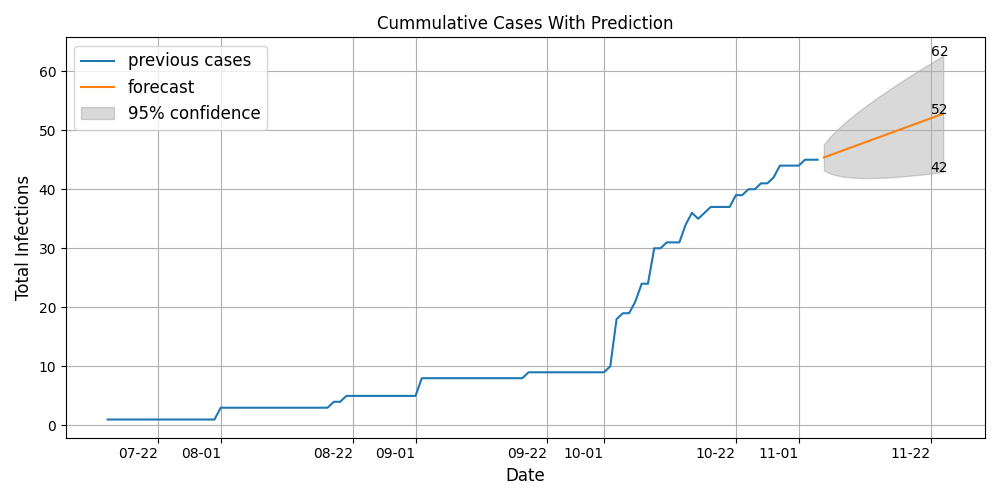 Cummulative Cases With Prediction
previous cases
forecast
95% confidence
62
52
42
60
50
40
30
20
10
0
Total Infections
07-22 08-01 08-22 09-01 09-22 10-01 10-22 11-01 11-22
Date